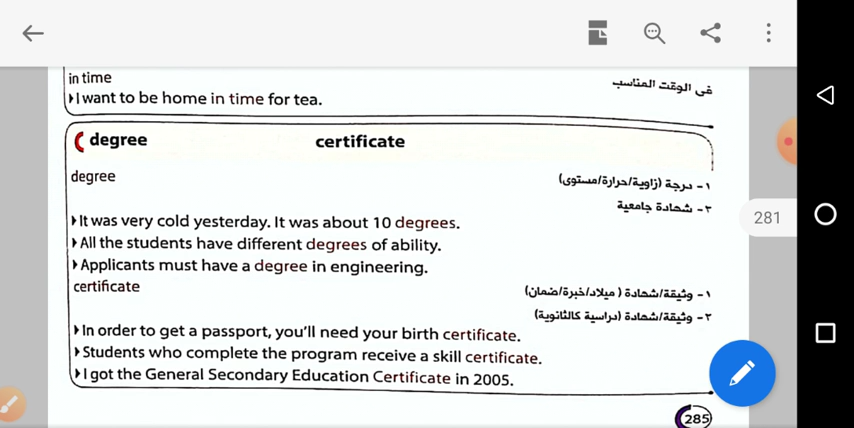 in time
في الوقت المناسب
I want to be home in time for tea.
degree certificate
degree
١ - درجة (زاوية/حرارة/مستوى)
٢ - شهادة جامعية
It was very cold yesterday. It was about 10 degrees.
All the students have different degrees of ability.
Applicants must have a degree in engineering.
certificate
١ - وثيقة/شهادة ( ميلاد/خبرة/ضمان)
٢ - وثيقة/شهادة (دراسية كالثانوية)
In order to get a passport, you'll need your birth certificate.
Students who complete the program receive a skill certificate.
I got the General Secondary Education Certificate in 2005.
281
285